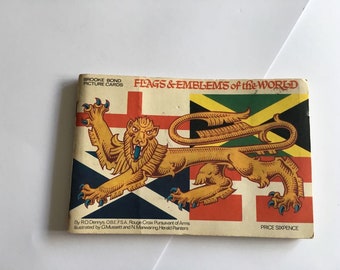 BROOKE BOND
PICTURE CARDS
FLAGS & EMBLEMS of the WORLD
By R.O.Dennys, O.B.E, F.S.A., Rouge Croix Pursuivant of Arms
Illustrated by C.Mussett and N. Manwaring, Herald Painters
PRICE SIXPENCE